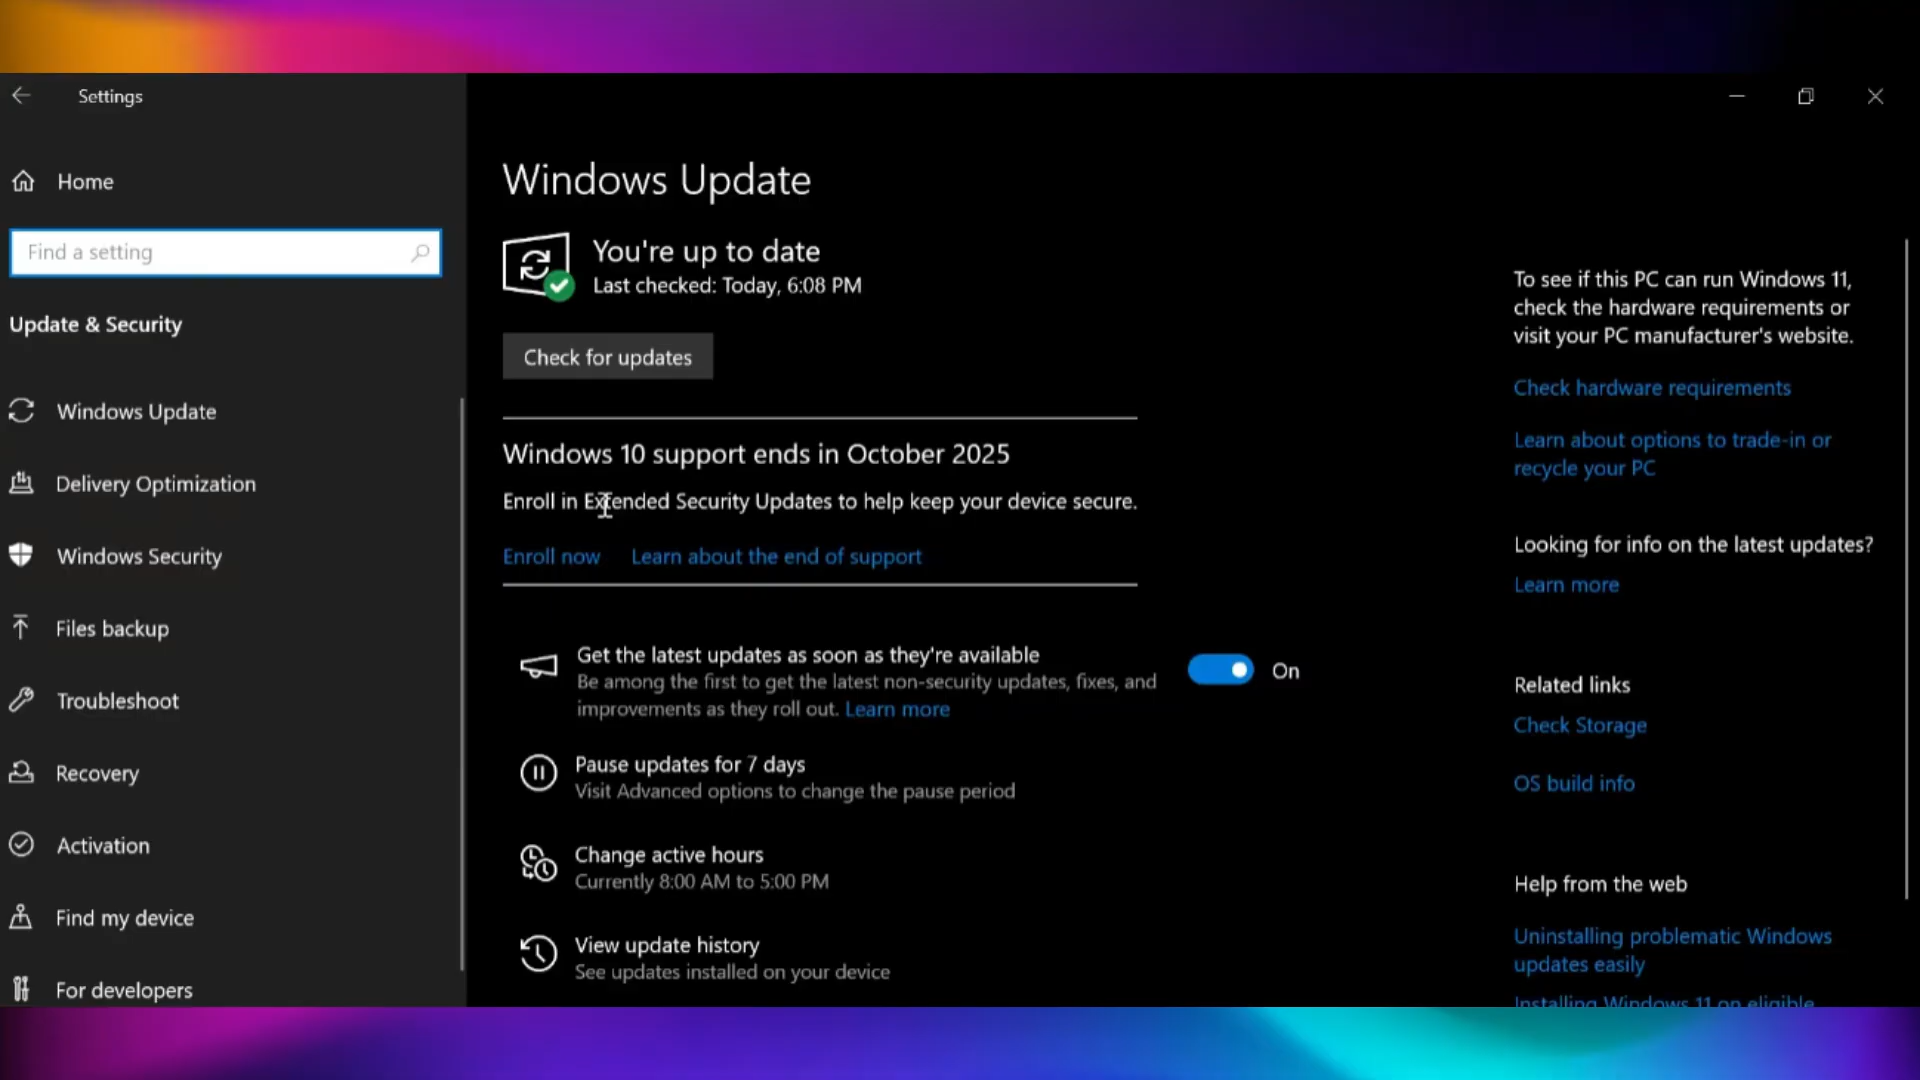 Settings
Home
Find a setting
Update & Security
Windows Update
Delivery Optimization
Windows Security
Files backup
Troubleshoot
Recovery
Activation
Find my device
For developers
Windows Update
You're up to date
Last checked: Today, 6:08 PM
Check for updates
Windows 10 support ends in October 2025
Enroll in Extended Security Updates to help keep your device secure.
Enroll now Learn about the end of support
Get the latest updates as soon as they're available
Be among the first to get the latest non-security updates, fixes, and
improvements as they roll out. Learn more
On
Pause updates for 7 days
Visit Advanced options to change the pause period
Change active hours
Currently 8:00 AM to 5:00 PM
View update history
See updates installed on your device
To see if this PC can run Windows 11,
check the hardware requirements or
visit your PC manufacturer's website.
Check hardware requirements
Learn about options to trade-in or
recycle your PC
Looking for info on the latest updates?
Learn more
Related links
Check Storage
OS build info
Help from the web
Uninstalling problematic Windows
updates easily
Installing Windows 11 on eligible